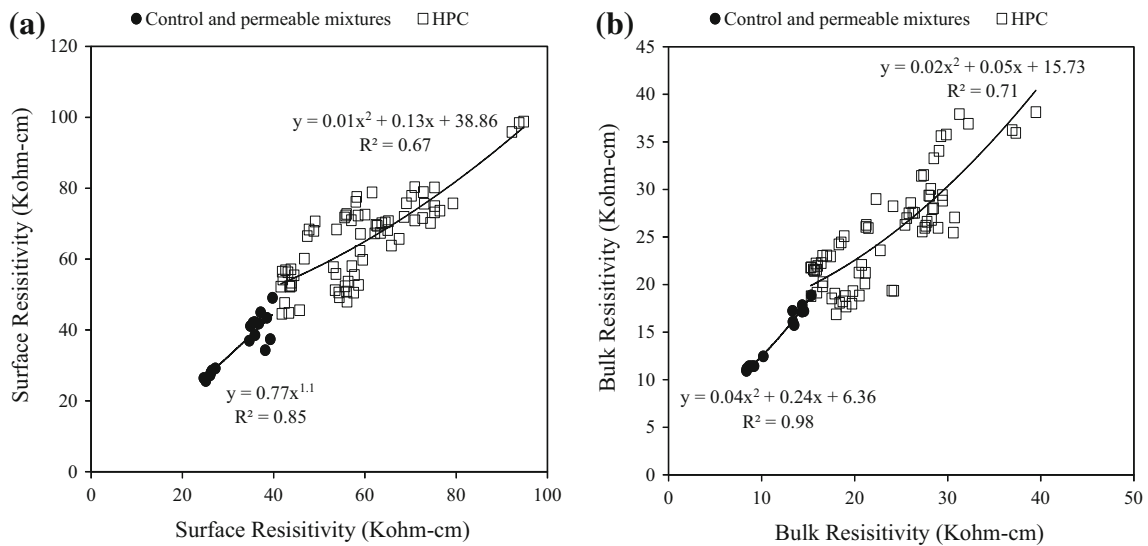 ● Control and permeable mixtures □ HPC
(a)
120
100
80
60
40
20
0
Surface Resisitivity (Kohm-cm)
y = 0.01x² + 0.13x + 38.86
R² = 0.67
y = 0.77x^1.1
R² = 0.85
0 20 40 60 80 100
Surface Resisitivity (Kohm-cm)
● Control and permeable mixtures □ HPC
(b)
45
40
35
30
25
20
15
10
5
0
Bulk Resisitivity (Kohm-cm)
y = 0.02x² + 0.05x + 15.73
R² = 0.71
y = 0.04x² + 0.24x + 6.36
R² = 0.98
0 10 20 30 40 50
Bulk Resisitivity (Kohm-cm)